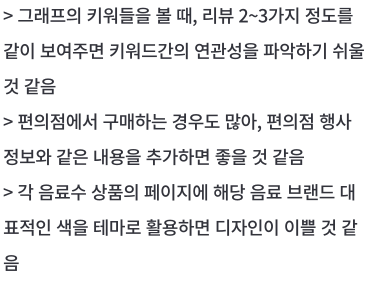 > 그래프의 키워들을 볼 때, 리뷰 2~3가지 정도를
같이 보여주면 키워드간의 연관성을 파악하기 쉬울
것 같음
> 편의점에서 구매하는 경우도 많아, 편의점 행사
정보와 같은 내용을 추가하면 좋을 것 같음
> 각 음료수 상품의 페이지에 해당 음료 브랜드 대
표적인 색을 테마로 활용하면 디자인이 이쁠 것 같
음